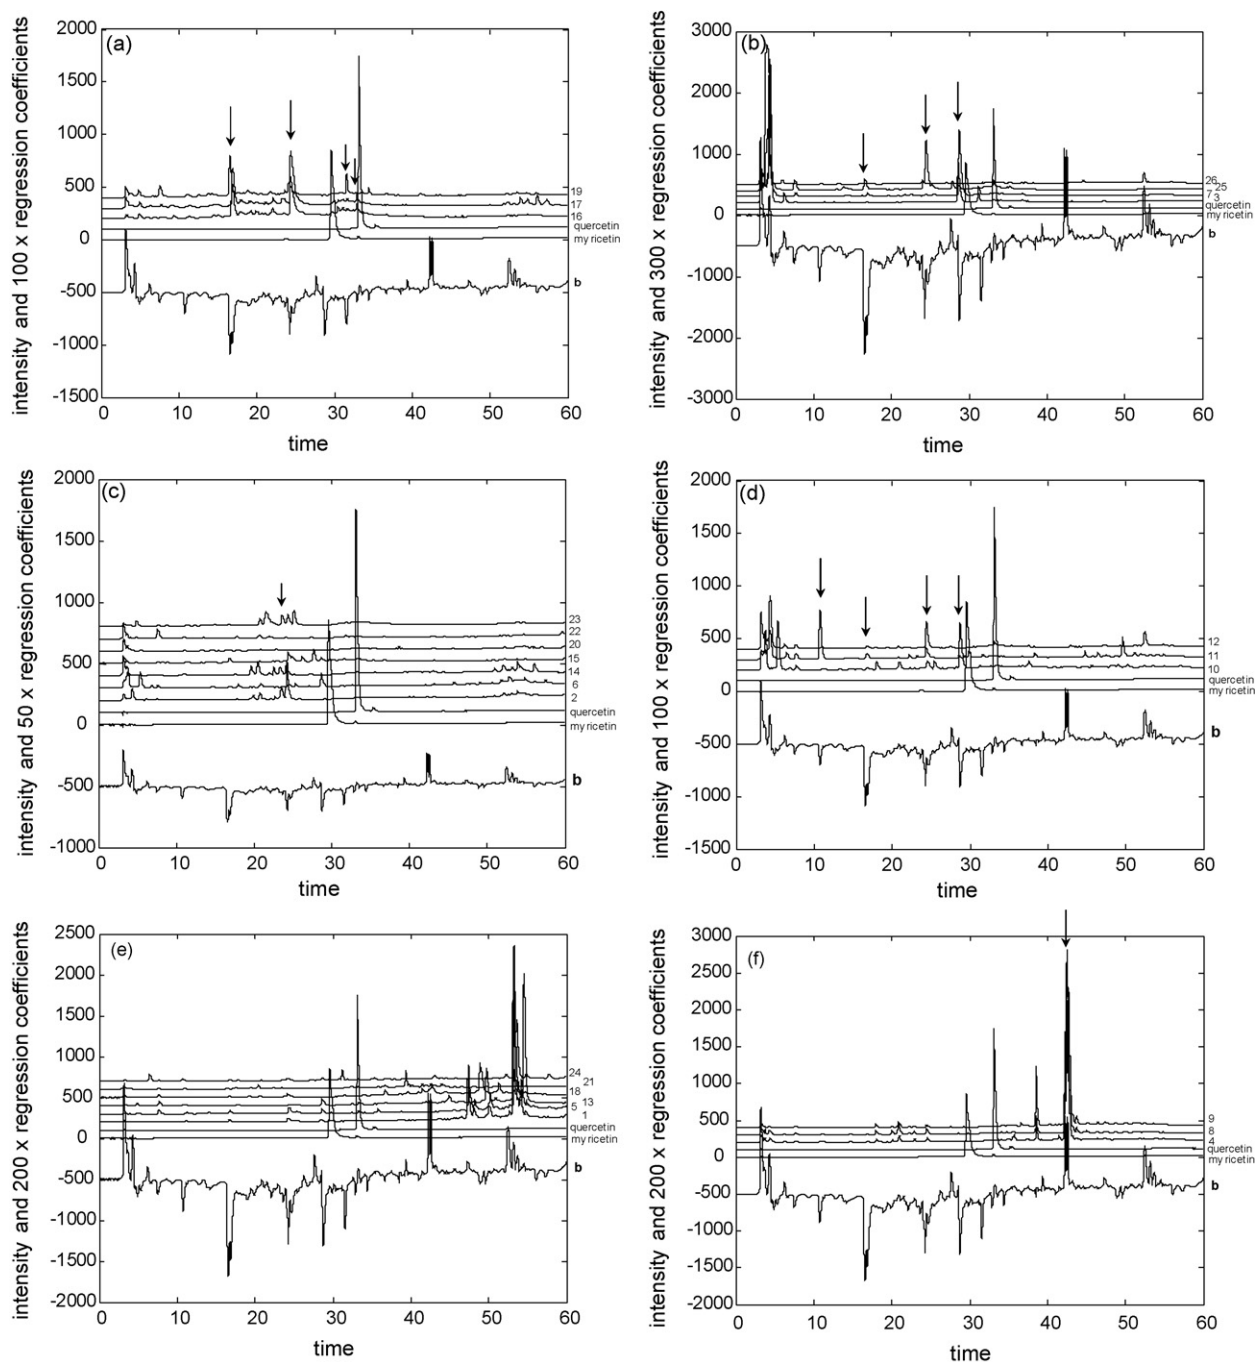 (a)
intensity and 100 x regression coefficients
2000
1500
1000
500
0
-500
-1000
-1500
19
17
16
quercetin
my ricetin
b
0 10 20 30 40 50 60
time
(b)
intensity and 300 x regression coefficients
3000
2000
1000
0
-1000
-2000
-3000
26
25
7
3
quercetin
my ricetin
b
0 10 20 30 40 50 60
time
(c)
intensity and 50 x regression coefficients
2000
1500
1000
500
0
-500
-1000
23
22
20
15
14
6
2
quercetin
my ricetin
b
0 10 20 30 40 50 60
time
(d)
intensity and 100 x regression coefficients
2000
1500
1000
500
0
-500
-1000
-1500
12
11
10
quercetin
my ricetin
b
0 10 20 30 40 50 60
time
(e)
intensity and 200 x regression coefficients
2500
2000
1500
1000
500
0
-500
-1000
-1500
-2000
24
21
18
13
5
1
quercetin
my ricetin
b
0 10 20 30 40 50 60
time
(f)
intensity and 200 x regression coefficients
3000
2500
2000
1500
1000
500
0
-500
-1000
-1500
-2000
9
8
4
quercetin
my ricetin
b
0 10 20 30 40 50 60
time